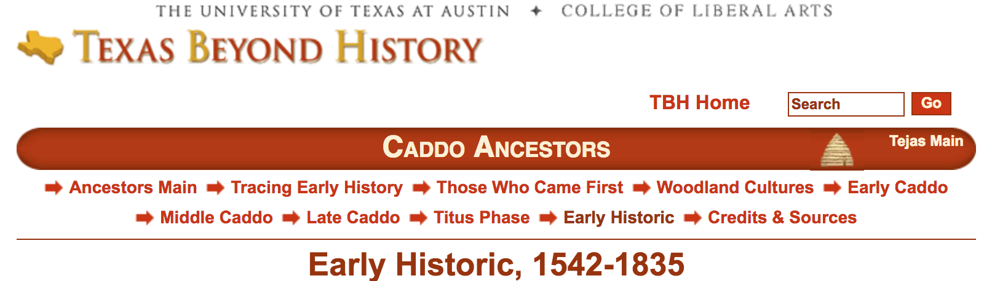 THE UNIVERSITY OF TEXAS AT AUSTIN ✦ COLLEGE OF LIBERAL ARTS
TEXAS BEYOND HISTORY
TBH Home Search Go
CADDO ANCESTORS Tejas Main
Ancestors Main Tracing Early History Those Who Came First Woodland Cultures Early Caddo
Middle Caddo Late Caddo Titus Phase Early Historic Credits & Sources
Early Historic, 1542-1835